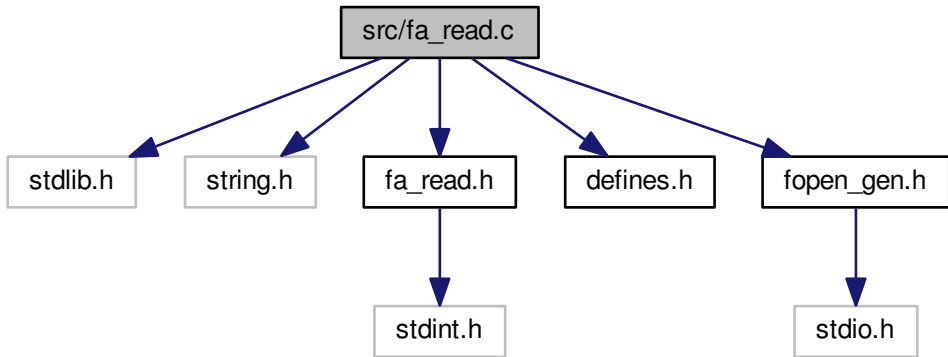 src/fa_read.c
stdlib.h
string.h
fa_read.h
defines.h
fopen_gen.h
stdint.h
stdio.h